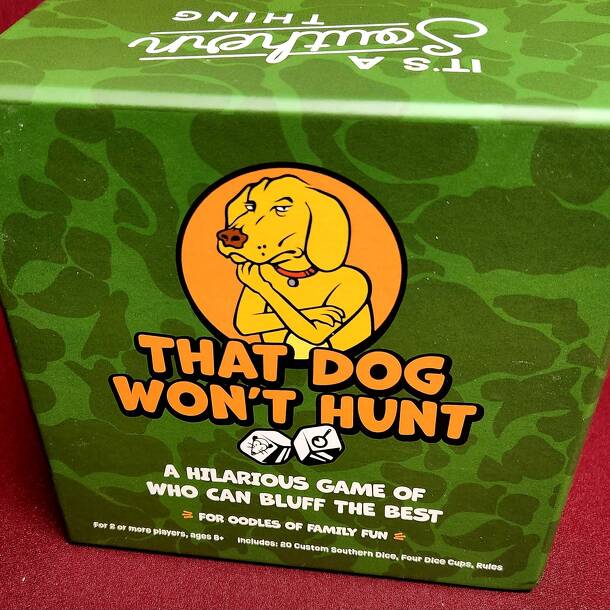 IT'S A
Southern
THING
THAT DOG
WON'T HUNT
A HILARIOUS GAME OF
WHO CAN BLUFF THE BEST
FOR OODLES OF FAMILY FUN
For 2 or more players, ages 8+ Includes: 20 Custom Southern Dice, Four Dice Cups, Rules